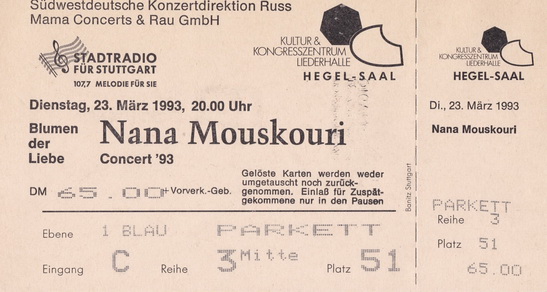 Südwestdeutsche Konzertdirektion Russ
Mama Concerts & Rau GmbH
STADTRADIO
FÜR STUTTGART
107,7 MELODIE FÜR SIE
KULTUR &
KONGRESSZENTRUM
LIEDERHALLE
HEGEL-SAAL
Dienstag, 23. März 1993, 20.00 Uhr
Blumen
der
Liebe
Nana Mouskouri
Concert '93
DM 65.00 + Vorverk.-Geb.
Gelöste Karten werden weder
umgetauscht noch zurück-
genommen. Einlaß für Zuspät-
gekommene nur in den Pausen
Bonitz Stuttgart
Ebene 1 BLAU PARKETT
Eingang C Reihe 3 Mitte Platz 51
KULTUR &
KONGRESSZENTRUM
LIEDERHALLE
HEGEL-SAAL
Di., 23. März 1993
Nana Mouskouri
PARKETT
Reihe 3
Platz 51
65.00